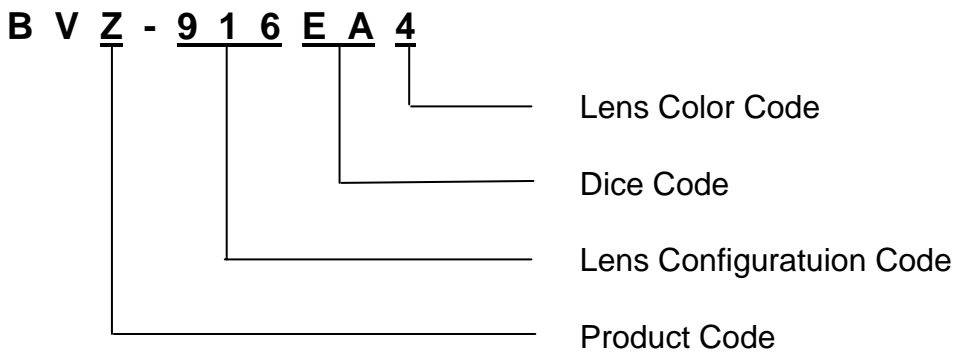 B V Z - 9 1 6 E A 4
Lens Color Code
Dice Code
Lens Configuratuion Code
Product Code